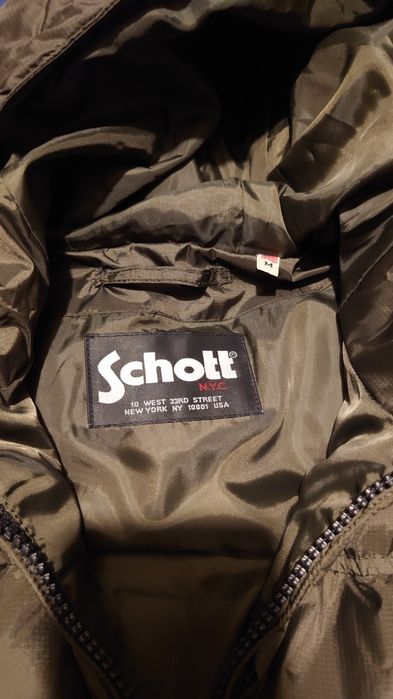 M
Schott®
N.Y.C.
10 WEST 33RD STREET
NEW YORK NY 10001 USA